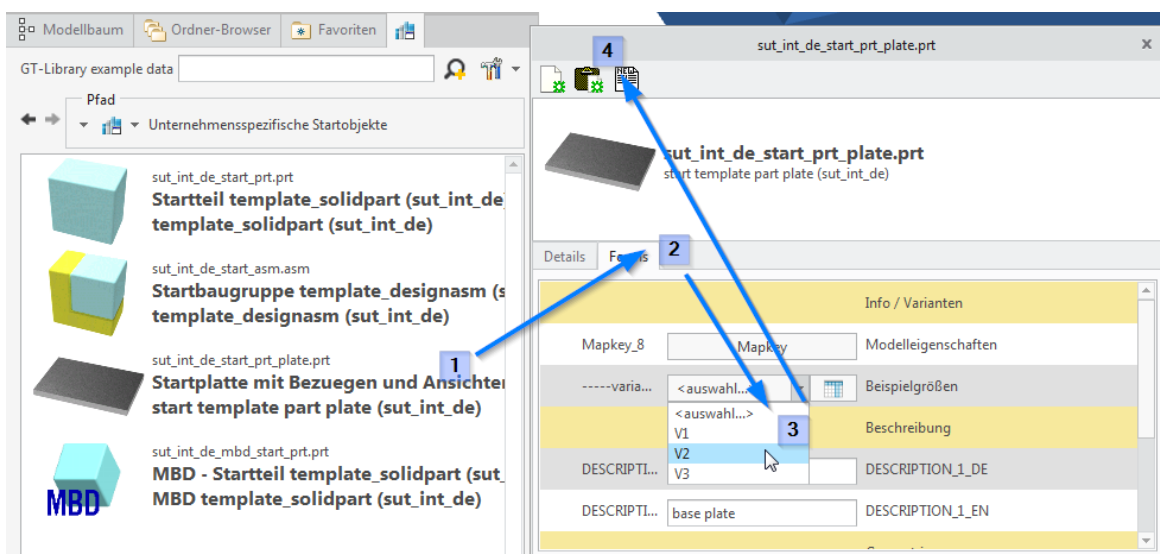 Modellbaum Ordner-Browser Favoriten
GT-Library example data
Pfad
Unternehmensspezifische Startobjekte
sut_int_de_start_prt.prt
Startteil template_solidpart (sut_int_de)
template_solidpart (sut_int_de)
sut_int_de_start_asm.asm
Startbaugruppe template_designasm (s
template_designasm (sut_int_de)
sut_int_de_start_prt_plate.prt
1
Startplatte mit Bezuegen und Ansichten
start template part plate (sut_int_de)
sut_int_de_mbd_start_prt.prt
MBD - Startteil template_solidpart (sut_
MBD template_solidpart (sut_int_de)
MBD
sut_int_de_start_prt_plate.prt x
4
NEW
sut_int_de_start_prt_plate.prt
start template part plate (sut_int_de)
Details 2
Info / Varianten
Mapkey_8 Mapkey Modelleigenschaften
-----varia... <auswahl... Beispielgrößen
<auswahl...>
V1 3 Beschreibung
V2
DESCRIPTI... V3 DESCRIPTION_1_DE
DESCRIPTI... base plate DESCRIPTION_1_EN